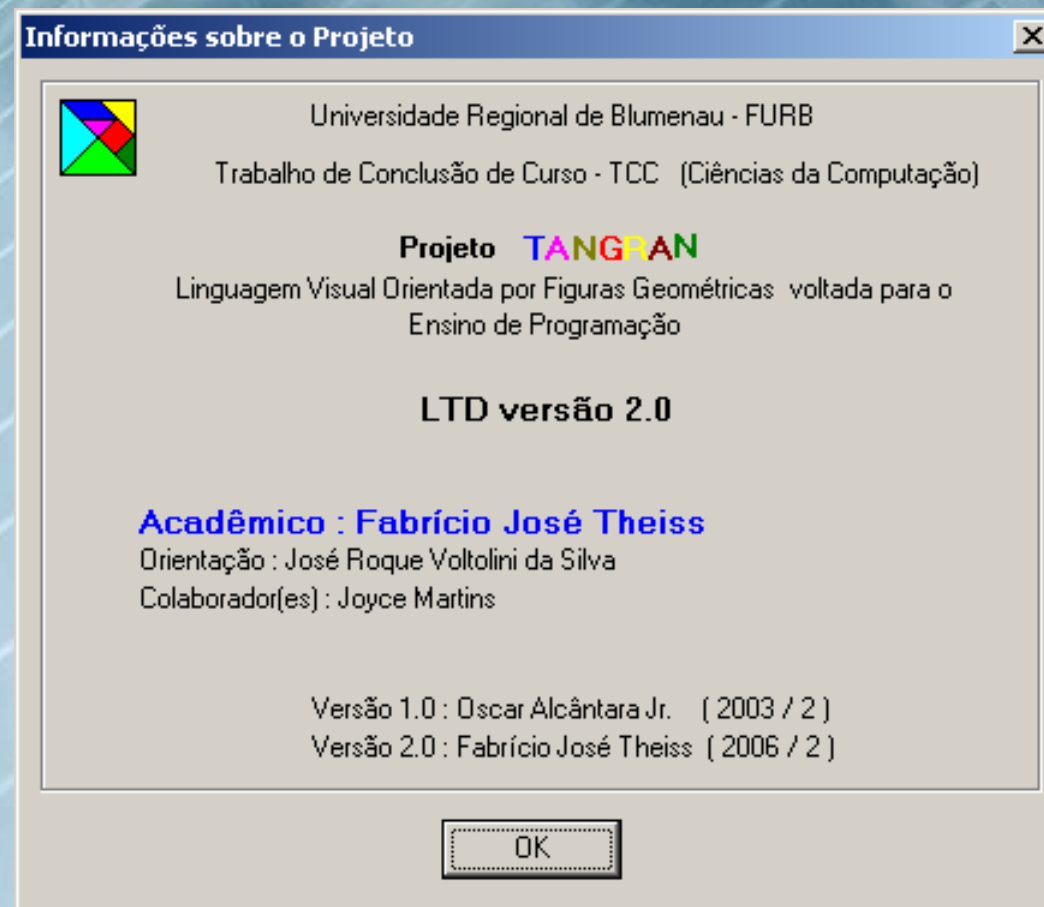 Informações sobre o Projeto
Universidade Regional de Blumenau - FURB
Trabalho de Conclusão de Curso - TCC (Ciências da Computação)
Projeto TANGRAN
Linguagem Visual Orientada por Figuras Geométricas voltada para o
Ensino de Programação
LTD versão 2.0
Acadêmico : Fabrício José Theiss
Orientação : José Roque Voltolini da Silva
Colaborador(es) : Joyce Martins
Versão 1.0 : Oscar Alcântara Jr. ( 2003 / 2 )
Versão 2.0 : Fabrício José Theiss ( 2006 / 2 )
OK